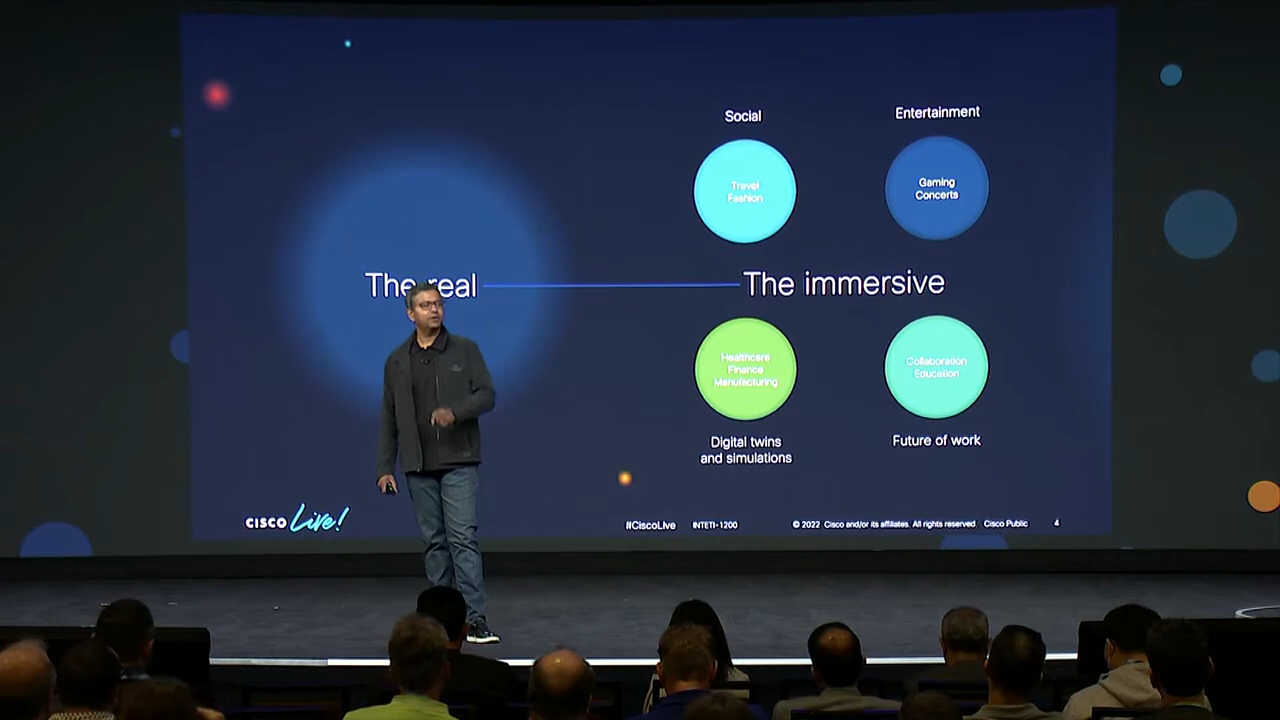 Social
Entertainment
Travel
Fashion
Gaming
Concerts
The real
The immersive
Healthcare
Finance
Manufacturing
Collaboration
Education
Digital twins
and simulations
Future of work
CISCO Live!
#CiscoLive
INTETI-1200
© 2022 Cisco and/or its affiliates. All rights reserved. Cisco Public
4